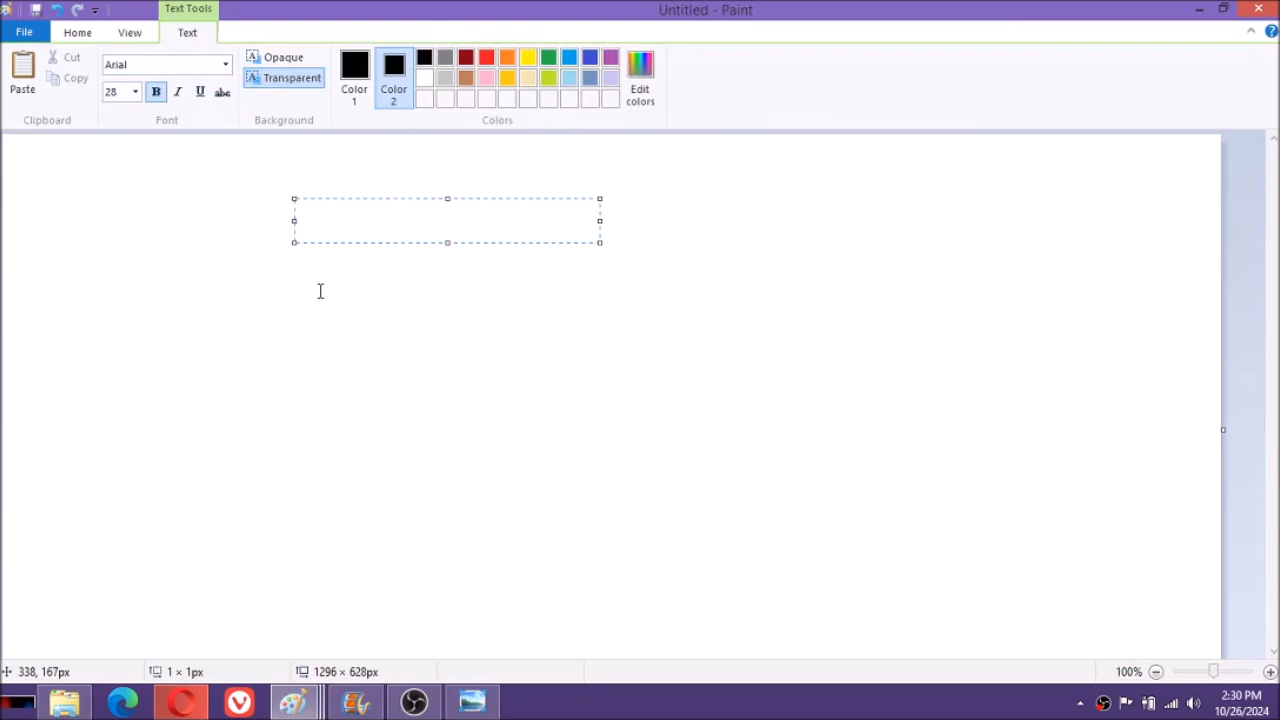 Text Tools
Untitled - Paint
File
Home
View
Text
Paste
Cut
Copy
Clipboard
Arial
28
B
I
U
abc
Font
Opaque
Transparent
Background
Color
1
Color
2
Edit
colors
Colors
338, 167px
1 × 1px
1296 × 628px
100%
2:30 PM
10/26/2024